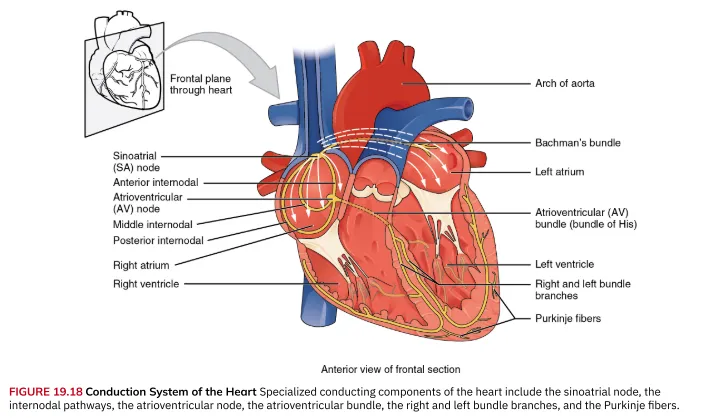 Frontal plane
through heart
Arch of aorta
Bachman's bundle
Sinoatrial
(SA) node
Left atrium
Anterior internodal
Atrioventricular
(AV) node
Atrioventricular (AV)
bundle (bundle of His)
Middle internodal
Posterior internodal
Right atrium
Left ventricle
Right ventricle
Right and left bundle
branches
Purkinje fibers
Anterior view of frontal section
FIGURE 19.18 Conduction System of the Heart Specialized conducting components of the heart include the sinoatrial node, the
internodal pathways, the atrioventricular node, the atrioventricular bundle, the right and left bundle branches, and the Purkinje fibers.